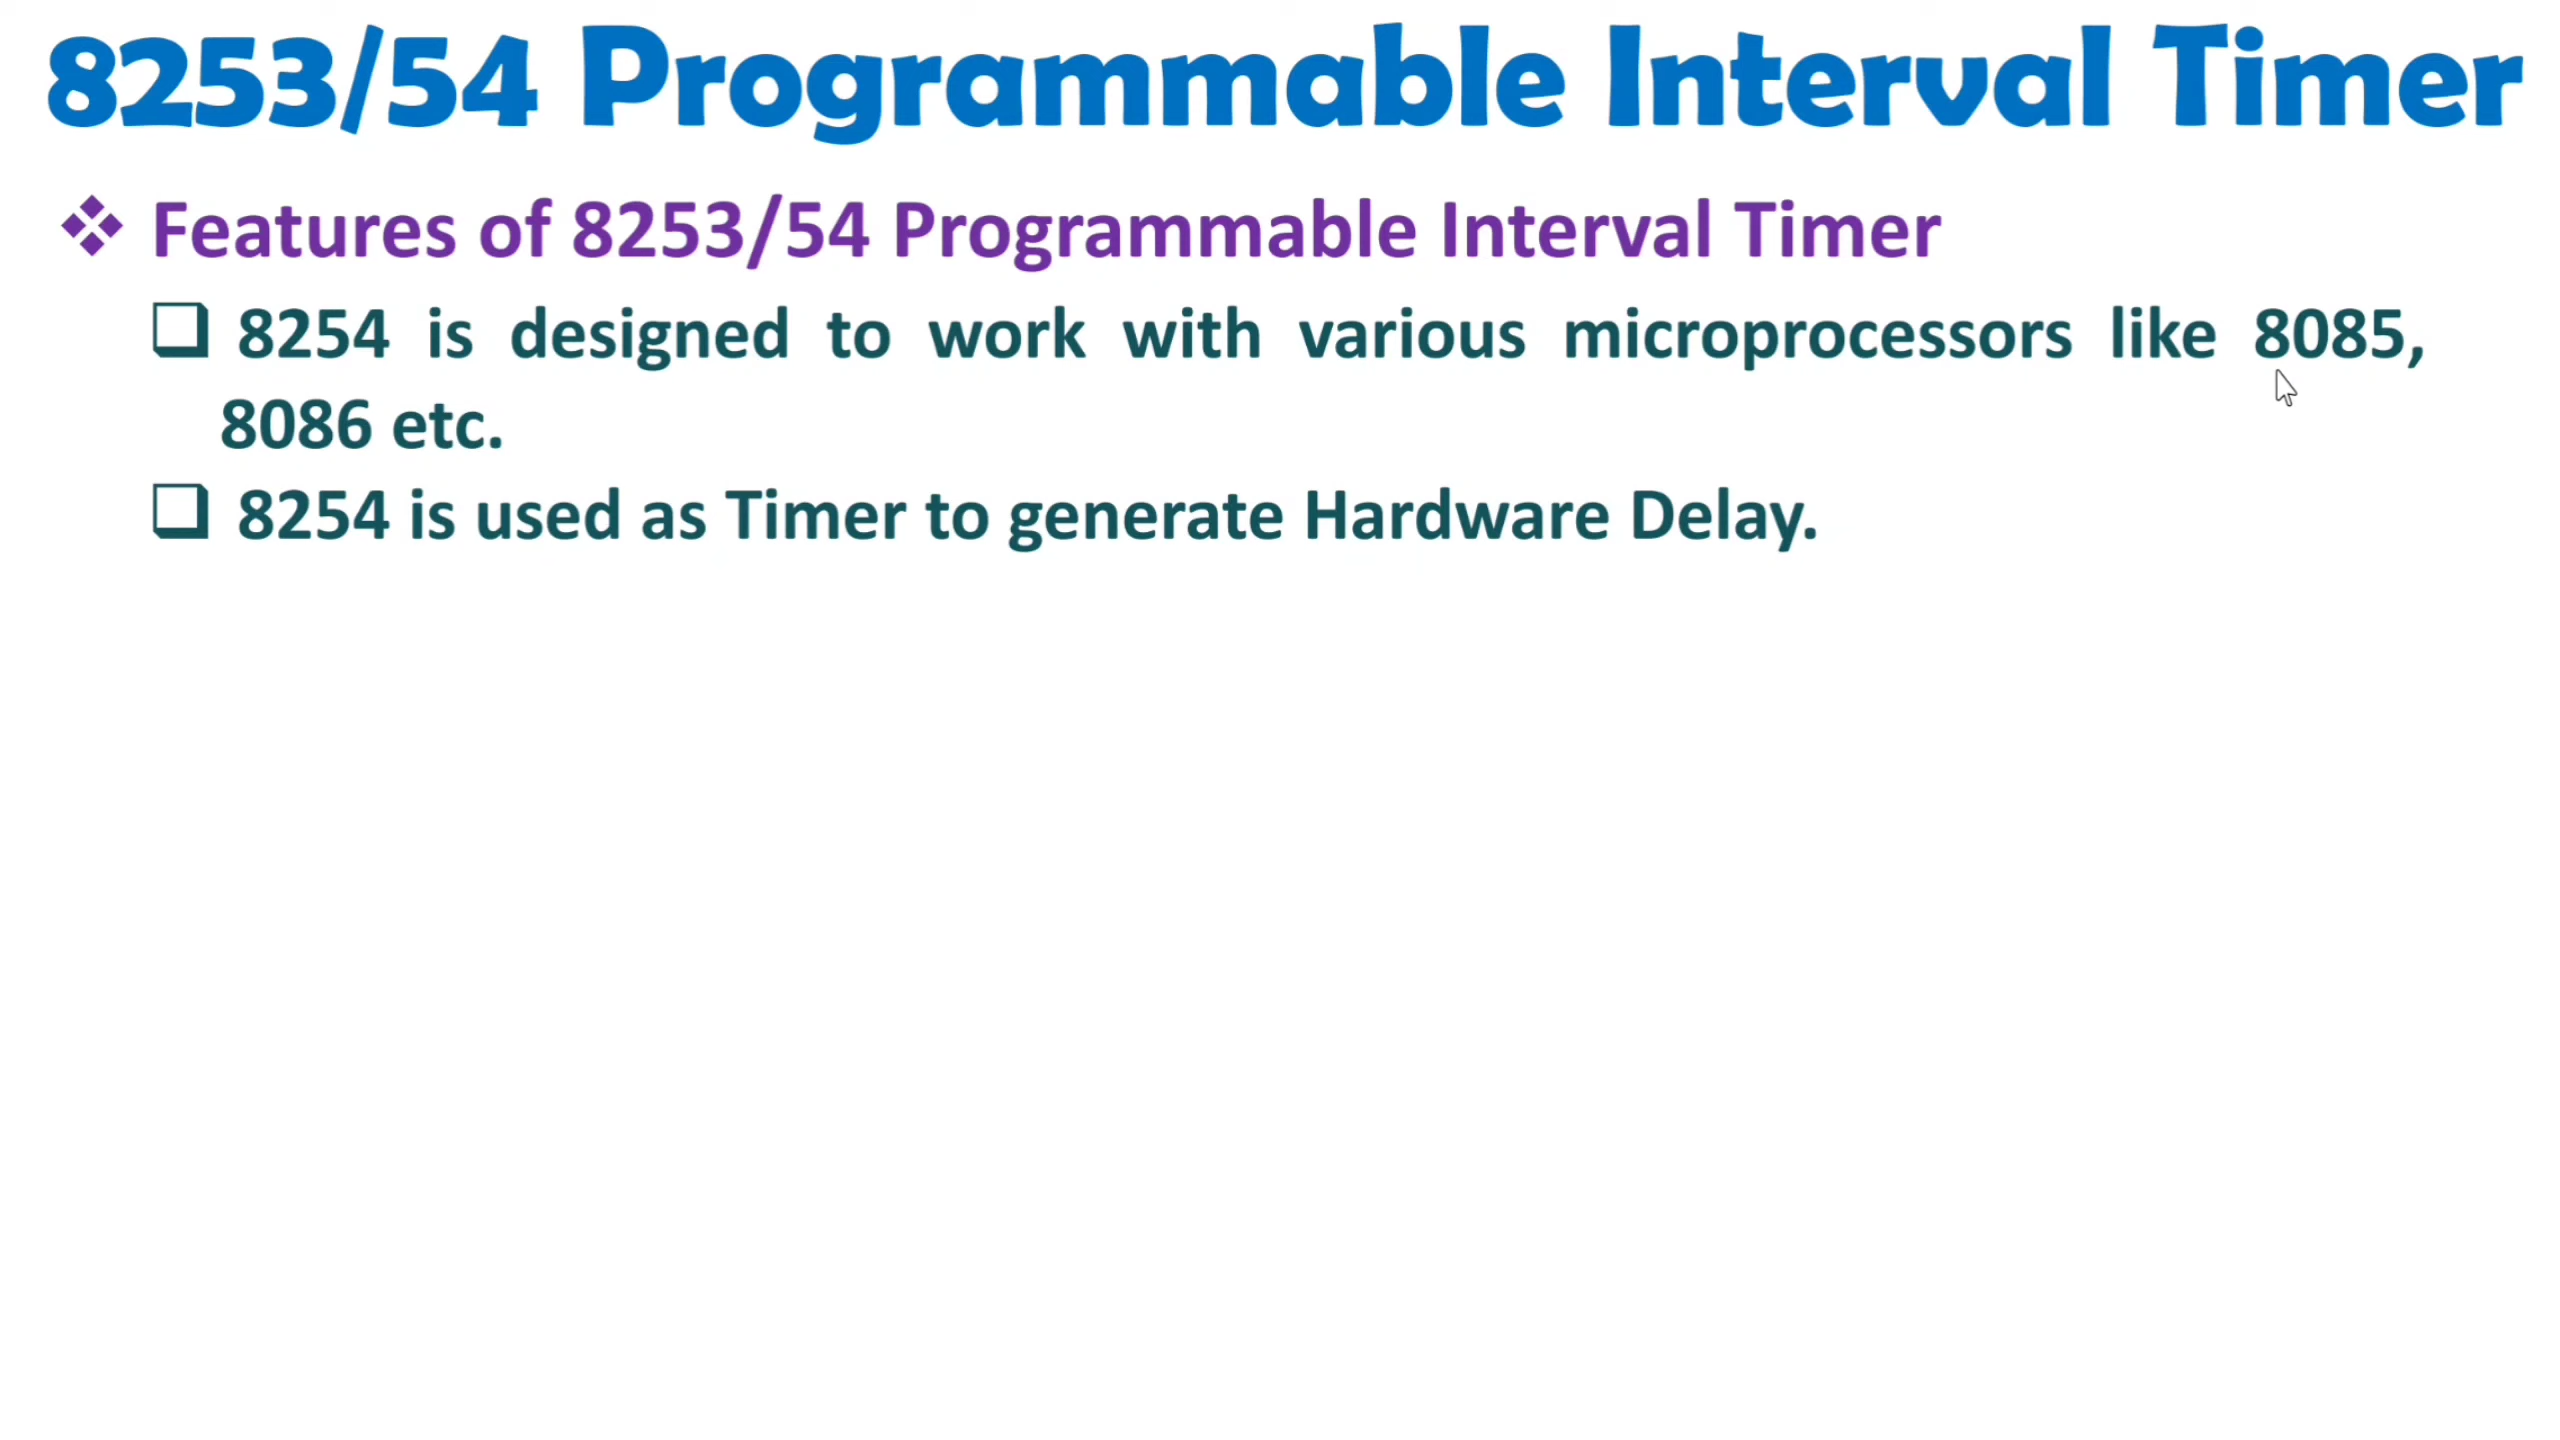 8253/54 Programmable Interval Timer
Features of 8253/54 Programmable Interval Timer
8254 is designed to work with various microprocessors like 8085,
8086 etc.
8254 is used as Timer to generate Hardware Delay.